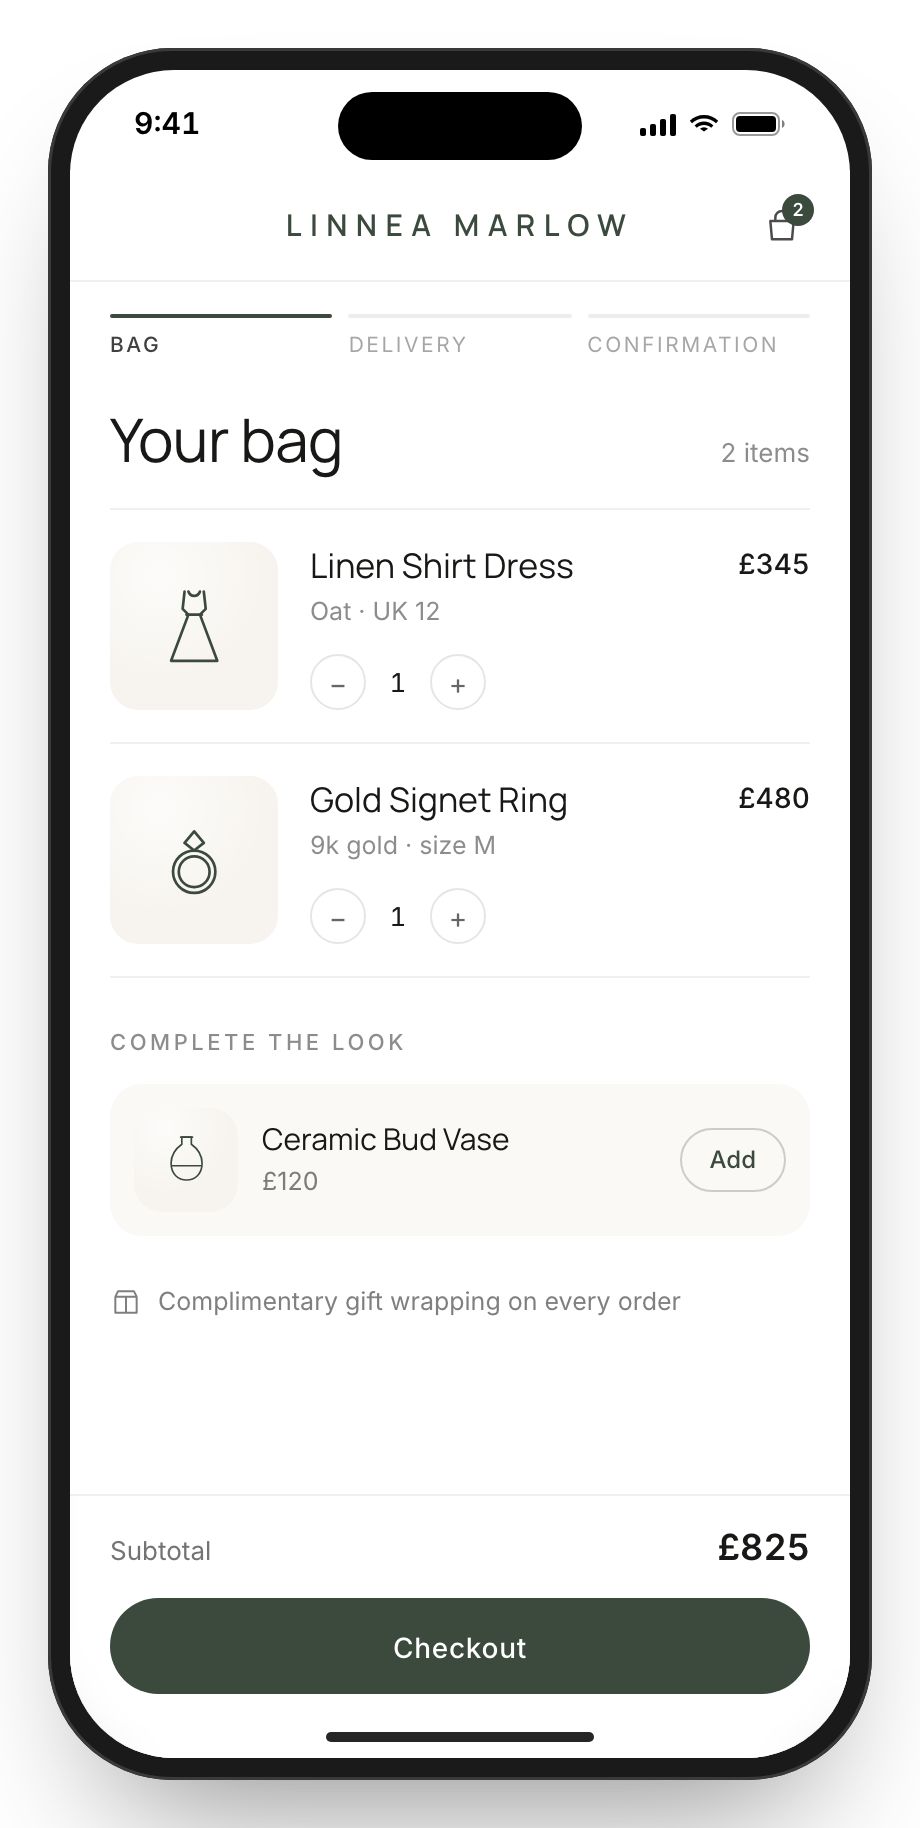 9:41
LINNEA MARLOW
2
BAG DELIVERY CONFIRMATION
Your bag
2 items
Linen Shirt Dress £345
Oat · UK 12
− 1 +
Gold Signet Ring £480
9k gold · size M
− 1 +
COMPLETE THE LOOK
Ceramic Bud Vase
£120
Add
Complimentary gift wrapping on every order
Subtotal £825
Checkout